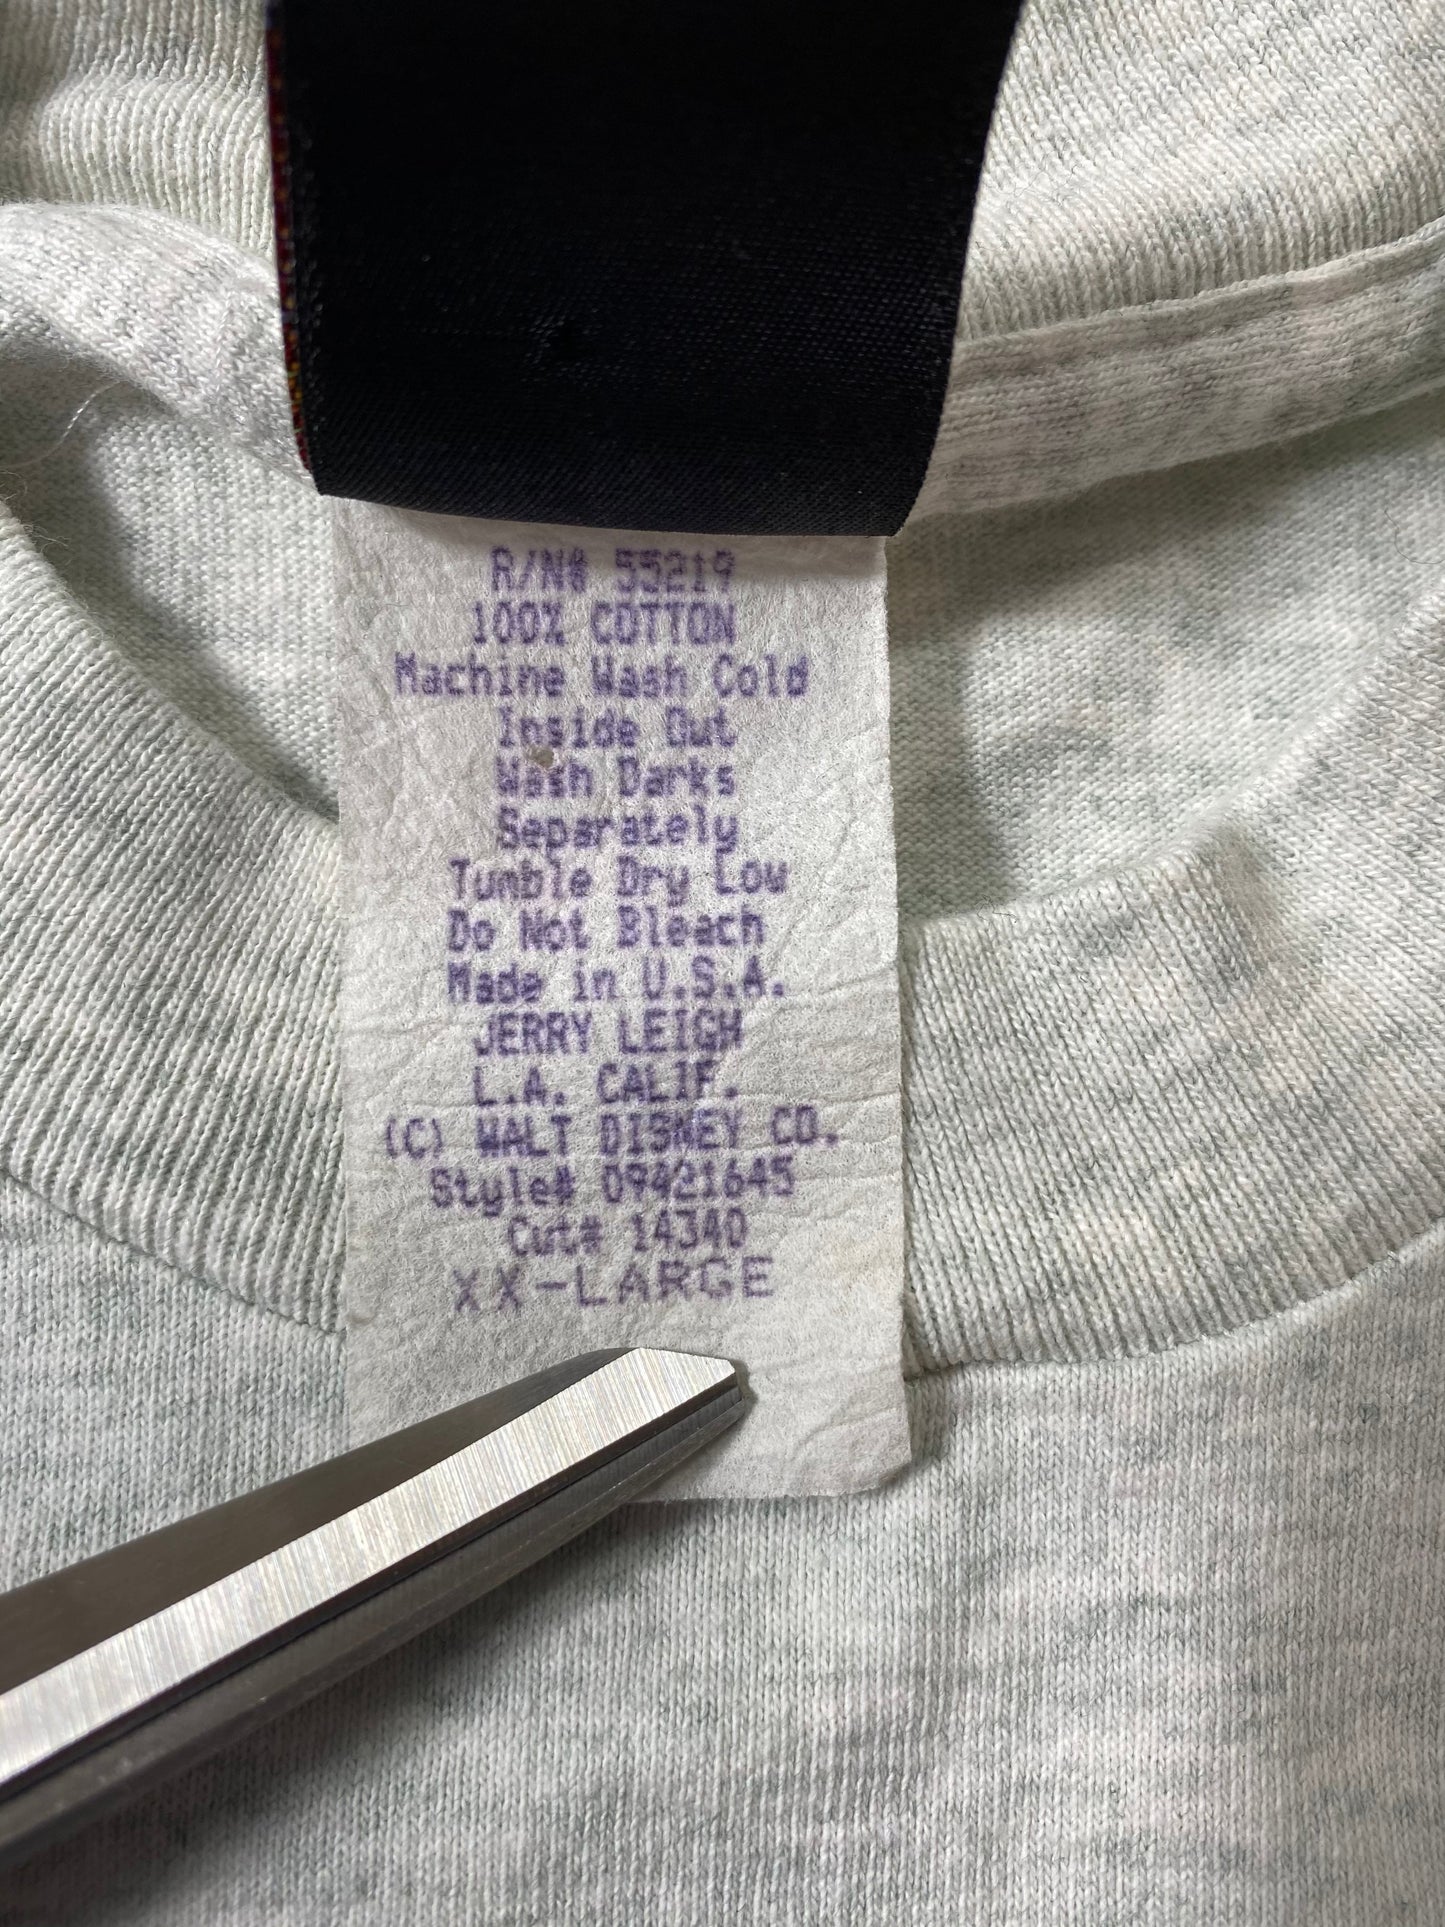 R/N# 55219
100% COTTON
Machine Wash Cold
Inside Out
Wash Darks
Separately
Tumble Dry Low
Do Not Bleach
Made in U.S.A.
JERRY LEIGH
L.A. CALIF.
(C) WALT DISNEY CO.
Style# 09421645
Cut# 14340
XX-LARGE